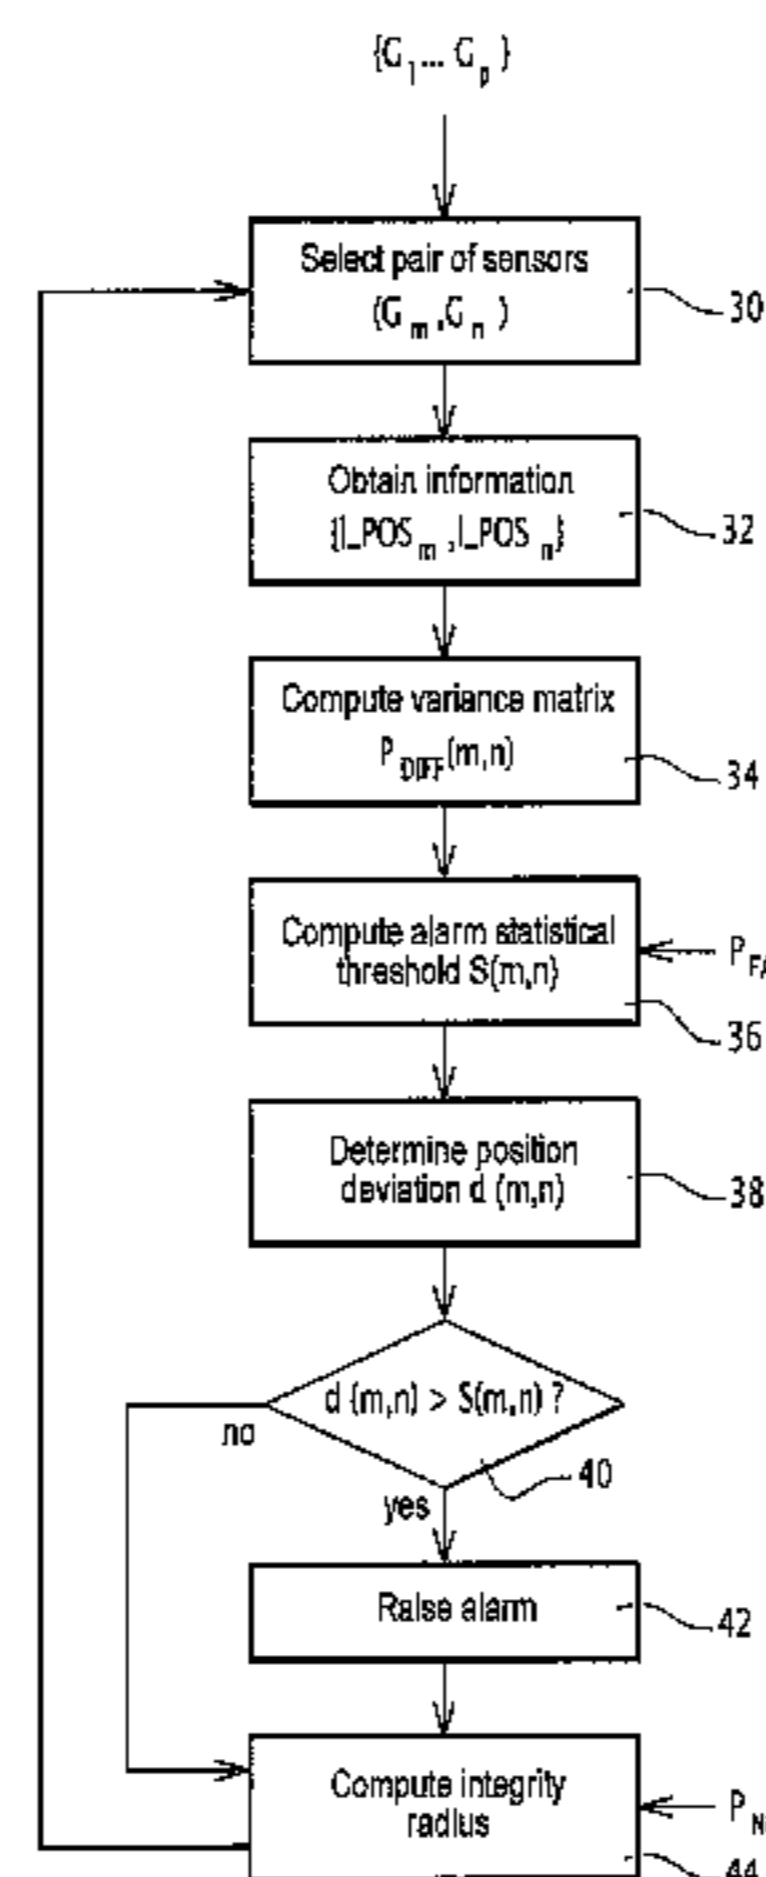 {G1... Gp}
Select pair of sensors
(Gm,Gn)
30
Obtain information
{I_POSm,I_POSn}
32
Compute variance matrix
PDIFF(m,n)
34
Compute alarm statistical
threshold S(m,n)
PFA
36
Determine position
deviation d (m,n)
38
d (m,n) > S(m,n) ?
no
40
yes
Raise alarm
42
Compute integrity
radius
44